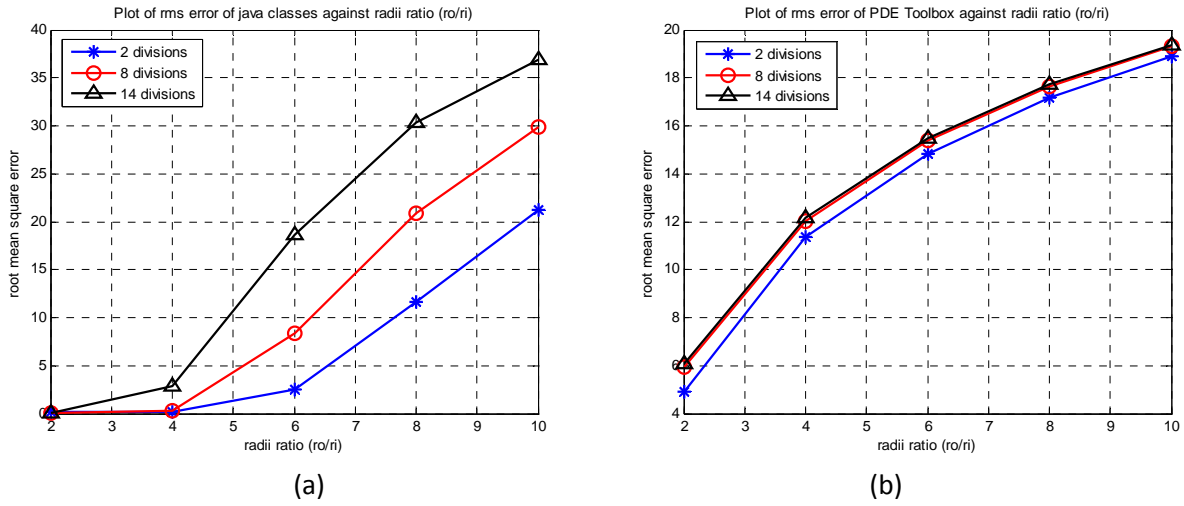 Plot of rms error of java classes against radii ratio (ro/ri)
40
35
30
25
20
15
10
5
0
2 divisions
8 divisions
14 divisions
root mean square error
2 3 4 5 6 7 8 9 10
radii ratio (ro/ri)
(a)
Plot of rms error of PDE Toolbox against radii ratio (ro/ri)
20
18
16
14
12
10
8
6
4
2 divisions
8 divisions
14 divisions
root mean square error
2 3 4 5 6 7 8 9 10
radii ratio (ro/ri)
(b)